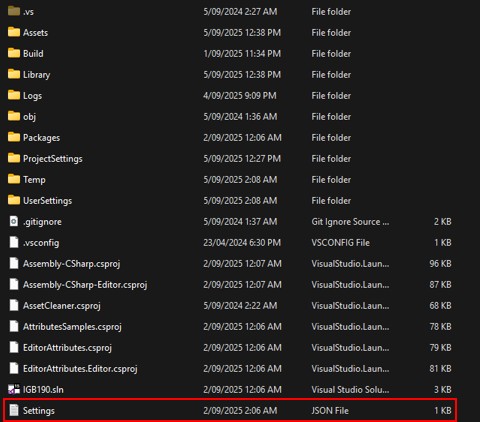 .vs 5/09/2024 2:27 AM File folder
Assets 5/09/2025 12:38 PM File folder
Build 1/09/2025 11:34 PM File folder
Library 5/09/2025 12:38 PM File folder
Logs 4/09/2025 9:09 PM File folder
obj 5/09/2024 1:36 AM File folder
Packages 2/09/2025 12:06 AM File folder
ProjectSettings 5/09/2025 12:27 PM File folder
Temp 5/09/2025 2:08 AM File folder
UserSettings 5/09/2025 2:08 AM File folder
.gitignore 5/09/2024 1:37 AM Git Ignore Source ... 2 KB
.vsconfig 23/04/2024 6:30 PM VSCONFIG File 1 KB
Assembly-CSharp.csproj 2/09/2025 12:07 AM VisualStudio.Laun... 96 KB
Assembly-CSharp-Editor.csproj 2/09/2025 12:07 AM VisualStudio.Laun... 87 KB
AssetCleaner.csproj 5/09/2024 2:22 AM VisualStudio.Laun... 68 KB
AttributesSamples.csproj 2/09/2025 12:06 AM VisualStudio.Laun... 78 KB
EditorAttributes.csproj 2/09/2025 12:06 AM VisualStudio.Laun... 79 KB
EditorAttributes.Editor.csproj 2/09/2025 12:06 AM VisualStudio.Laun... 81 KB
IGB190.sln 2/09/2025 12:06 AM Visual Studio Solu... 3 KB
Settings 2/09/2025 2:06 AM JSON File 1 KB